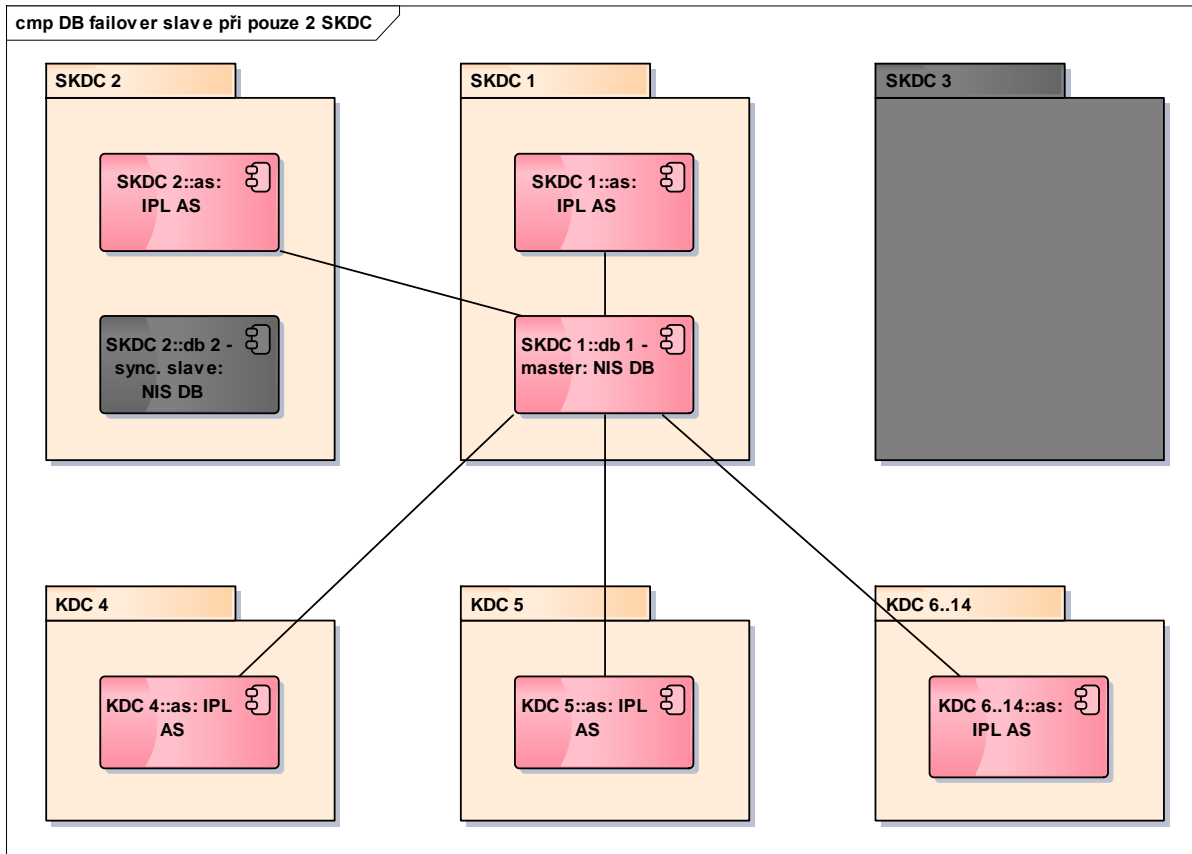 cmp DB failover slave při pouze 2 SKDC
SKDC 2
SKDC 1
SKDC 3
SKDC 2::as:
IPL AS
SKDC 1::as:
IPL AS
SKDC 2::db 2 -
sync. slave:
NIS DB
SKDC 1::db 1 -
master: NIS DB
KDC 4
KDC 5
KDC 6..14
KDC 4::as: IPL
AS
KDC 5::as: IPL
AS
KDC 6..14::as:
IPL AS